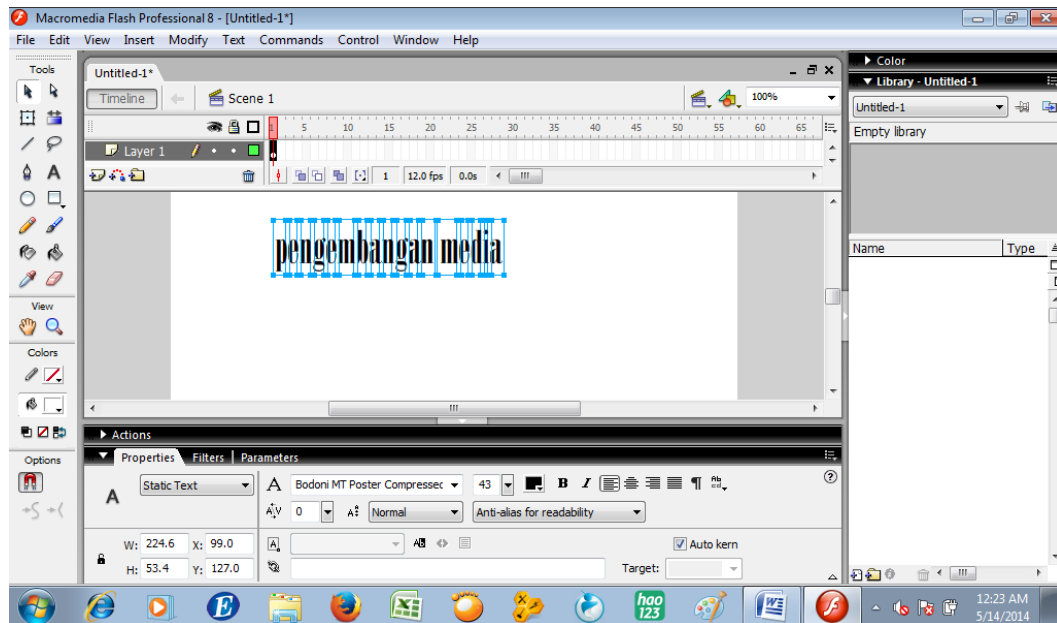 Macromedia Flash Professional 8 - [Untitled-1*]
File Edit View Insert Modify Text Commands Control Window Help
Tools
View
Colors
Options
Untitled-1*
Timeline Scene 1 100%
1 5 10 15 20 25 30 35 40 45 50 55 60 65
Layer 1
1 12.0 fps 0.0s
pengembangan media
Actions
Properties Filters Parameters
A Static Text A Bodoni MT Poster Compressec 43 B I
A V 0 Normal Anti-alias for readability
W: 224.6 X: 99.0 Auto kern
H: 53.4 Y: 127.0 Target:
Color
Library - Untitled-1
Untitled-1
Empty library
Name Type
hao
123
12:23 AM
5/14/2014